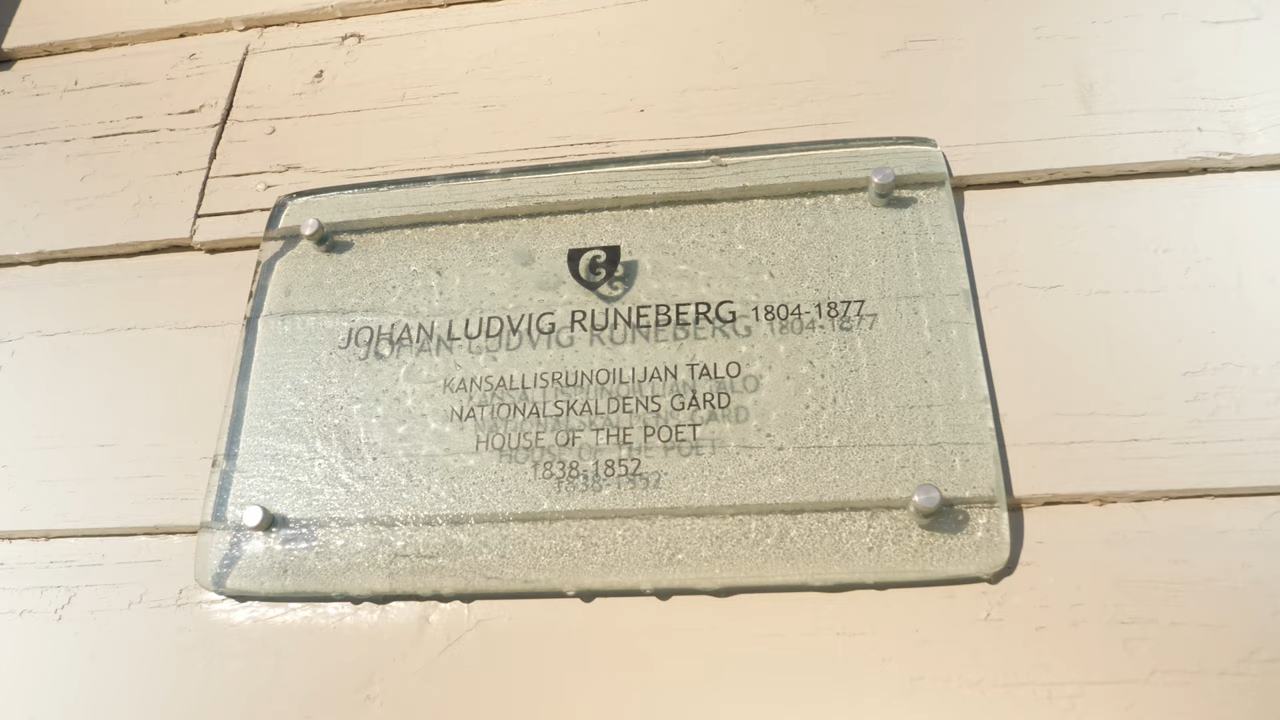 JOHAN LUDVIG RUNEBERG 1804-1877
KANSALLISRUNOILIJAN TALO
NATIONALSKALDENS GÅRD
HOUSE OF THE POET
1838-1852